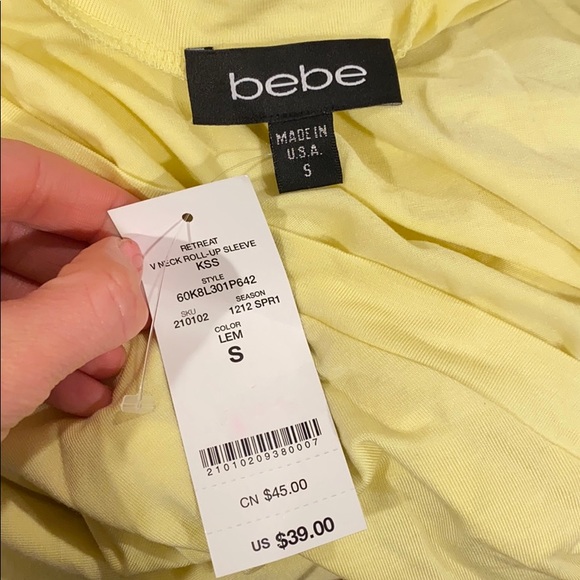 bebe
MADE IN
U.S.A.
S
RETREAT
V NECK ROLL-UP SLEEVE
KSS
STYLE
60K8L301P642
SKU SEASON
210102 1212 SPR1
COLOR
LEM
S
21010209380007
CN $45.00
US $39.00